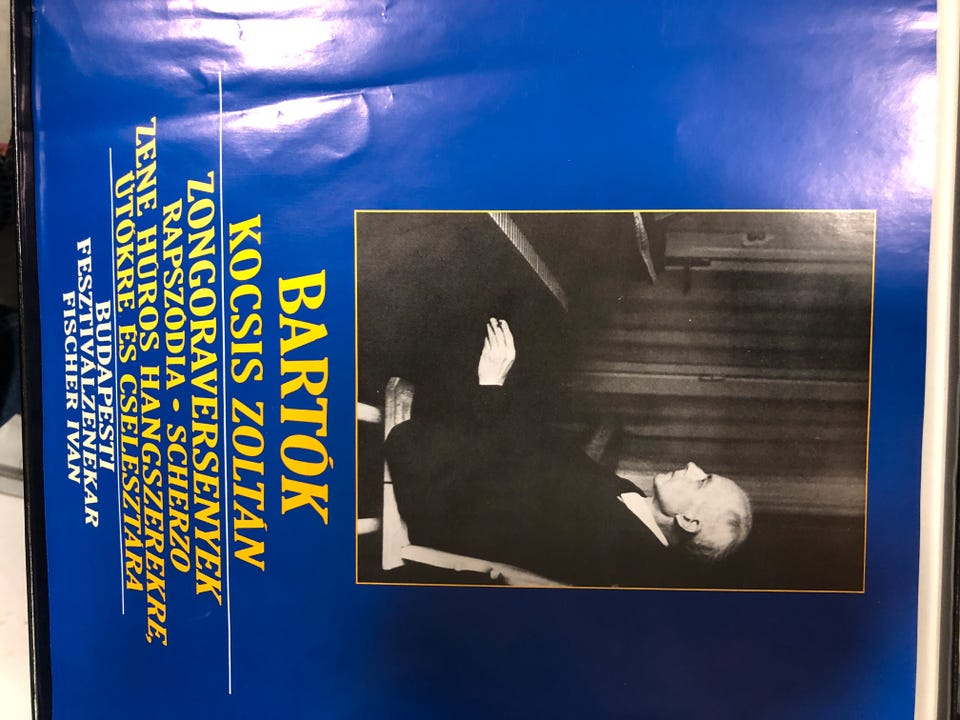 BARTÓK
KOCSIS ZOLTÁN
ZONGORAVERSENYEK
RAPSZÓDIA • SCHERZO
ZENE HÚROS HANGSZEREKRE,
ÜTŐKRE ÉS CSELESZTÁRA
BUDAPESTI
FESZTIVÁLZENEKAR
FISCHER IVÁN